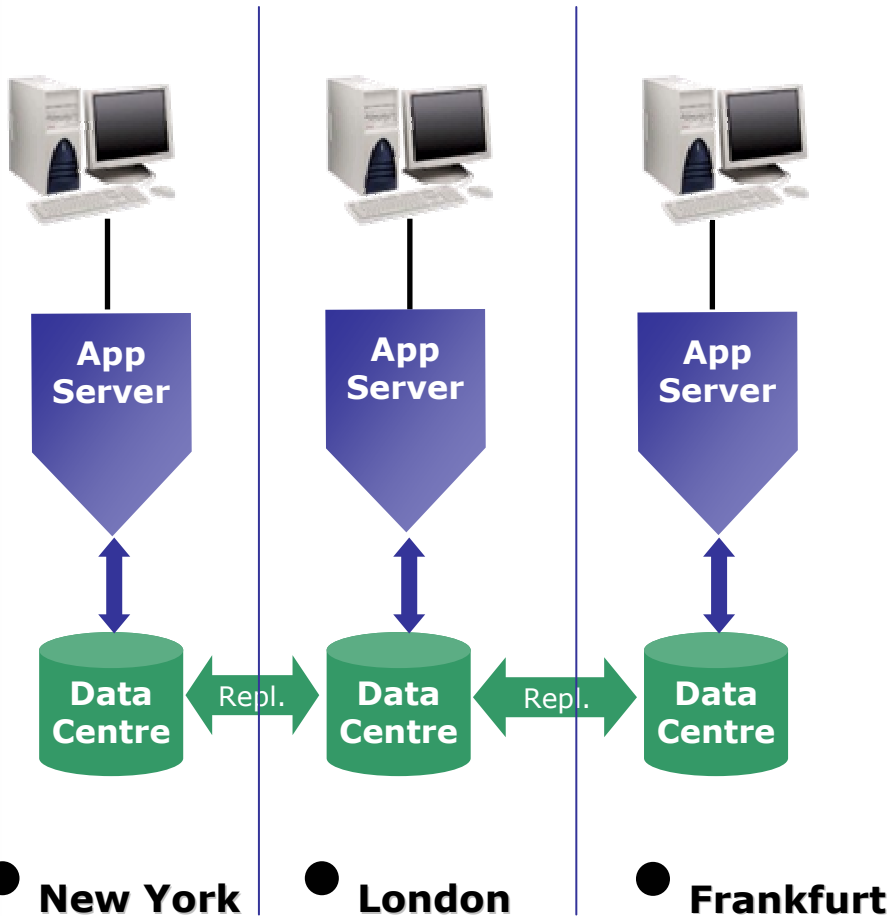 App
Server
App
Server
App
Server
Data
Centre
Repl.
Data
Centre
Repl.
Data
Centre
New York
London
Frankfurt